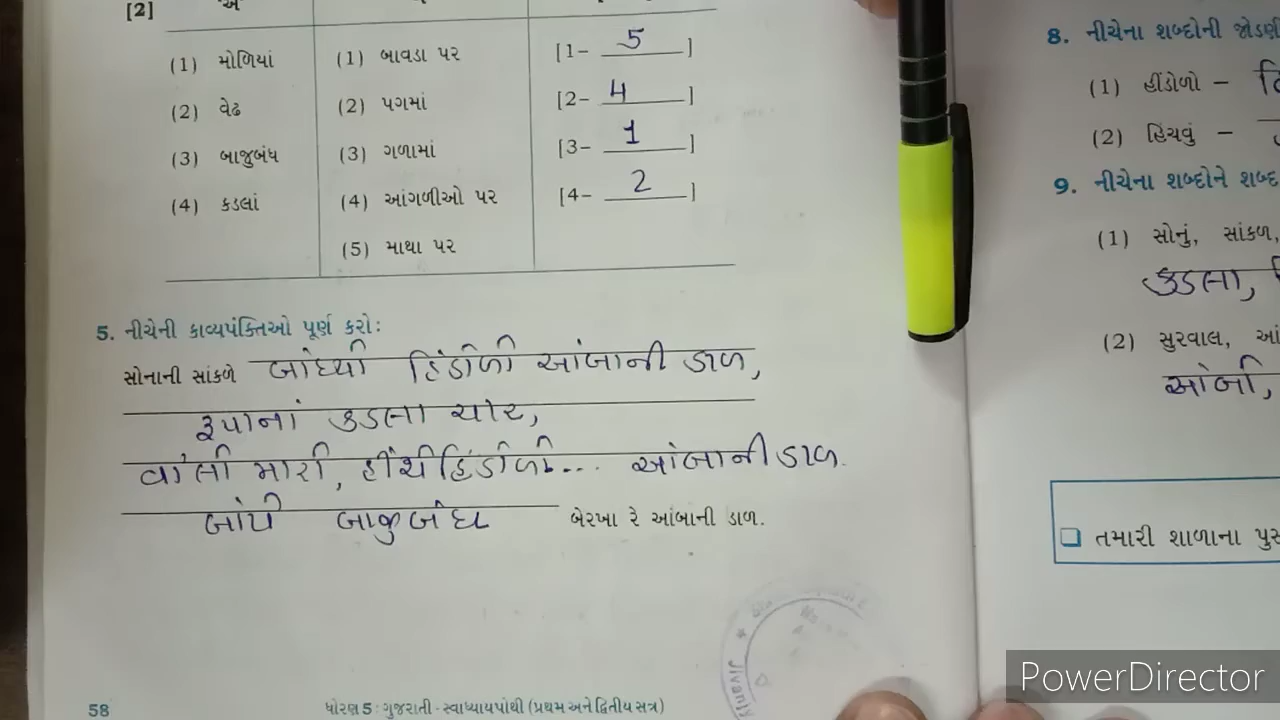 [2] અ
(1) મોળિયાં (1) બાવડા પર [1- 5 ]
(2) વેઢ (2) પગમાં [2- 4 ]
(3) બાજુબંધ (3) ગળામાં [3- 1 ]
(4) કડલાં (4) આંગળીઓ પર [4- 2 ]
(5) માથા પર
5. નીચેની કાવ્યપંક્તિઓ પૂર્ણ કરો:
સોનાની સાંકળે બાંધ્યો હિંડોળો આંબાની ડાળ,
રૂપાનાં કડલા ચાર,
વાલો મારો, હીંચે હિંડોળો... આંબાની ડાળ.
બાંયે બાજુબંધ બેરખા રે આંબાની ડાળ.
58 ધોરણ 5 : ગુજરાતી - સ્વાધ્યાયપોથી (પ્રથમ અને દ્વિતીય સત્ર)
8. નીચેના શબ્દોની જોડણી
(1) હીંડોળો –
(2) હિચવું –
9. નીચેના શબ્દોને શબ્દ
(1) સોનું, સાંકળ,
કડલા,
(2) સુરવાલ, આં
આંબો,
તમારી શાળાના પુસ
PowerDirector